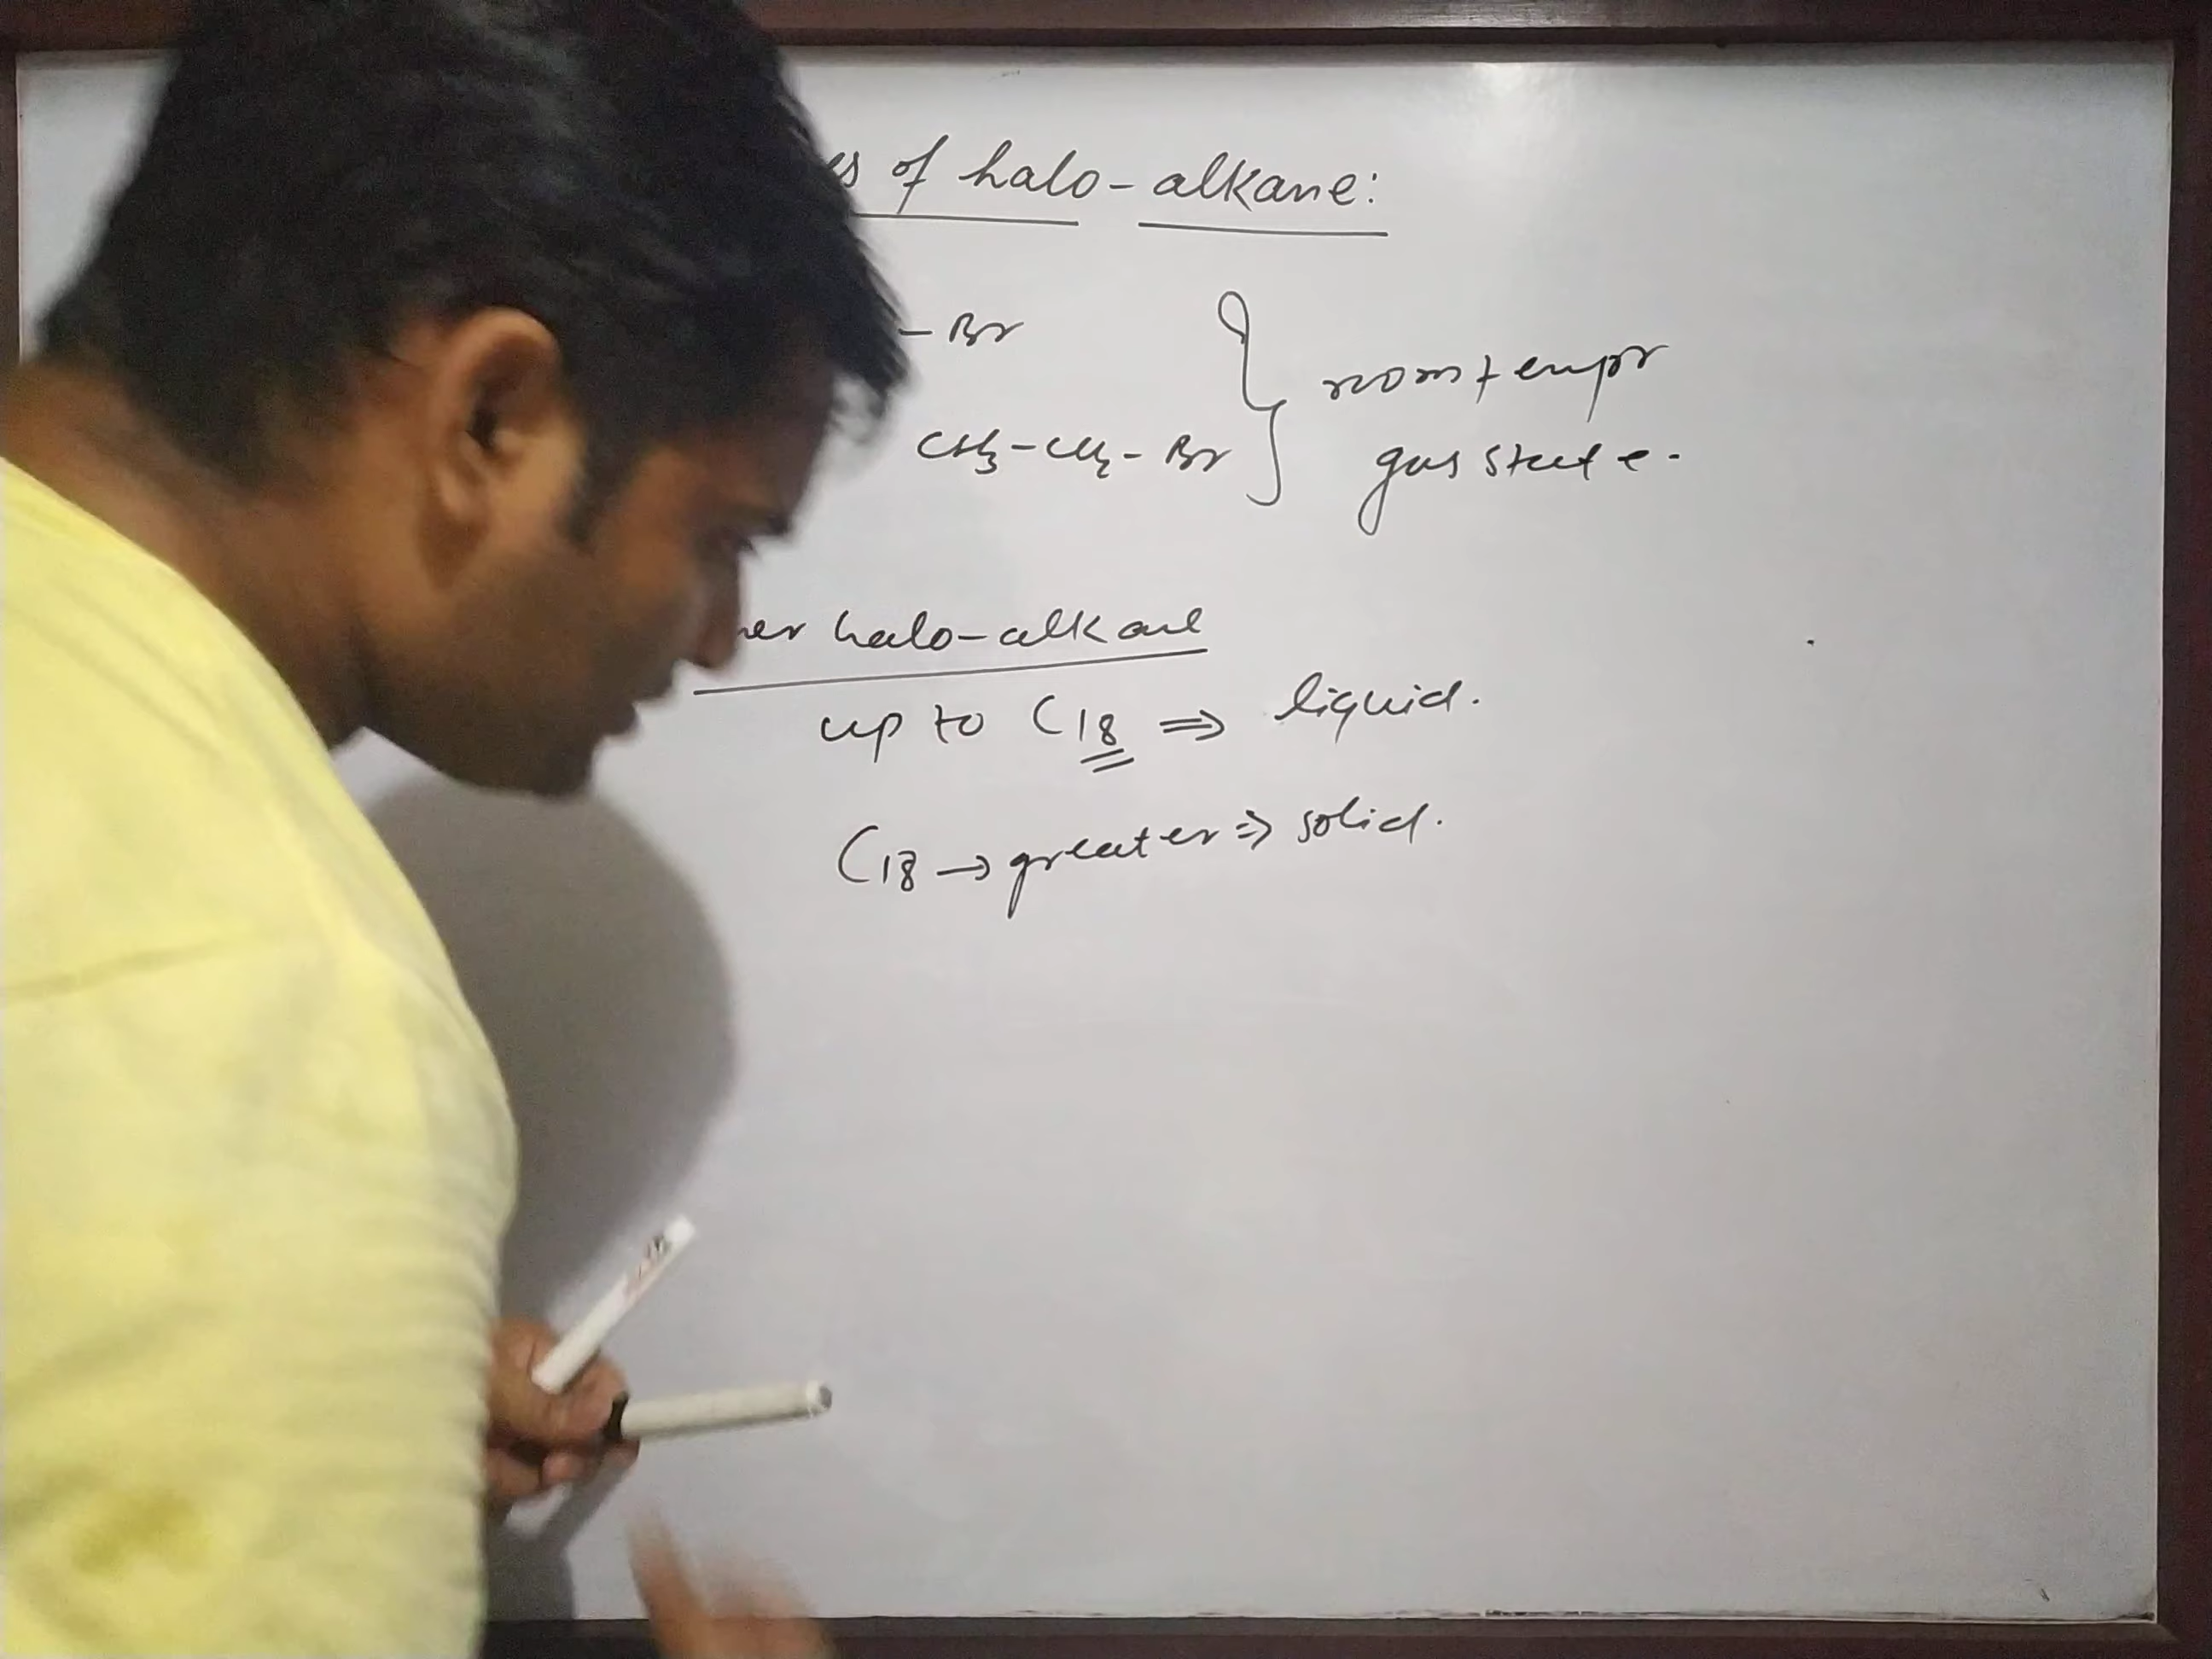 of halo-alkane:
- Br
CH3-CH2-Br } room tempr
gas state.
halo-alkane
up to C18 ⇒ liquid.
C18 → greater ⇒ solid.